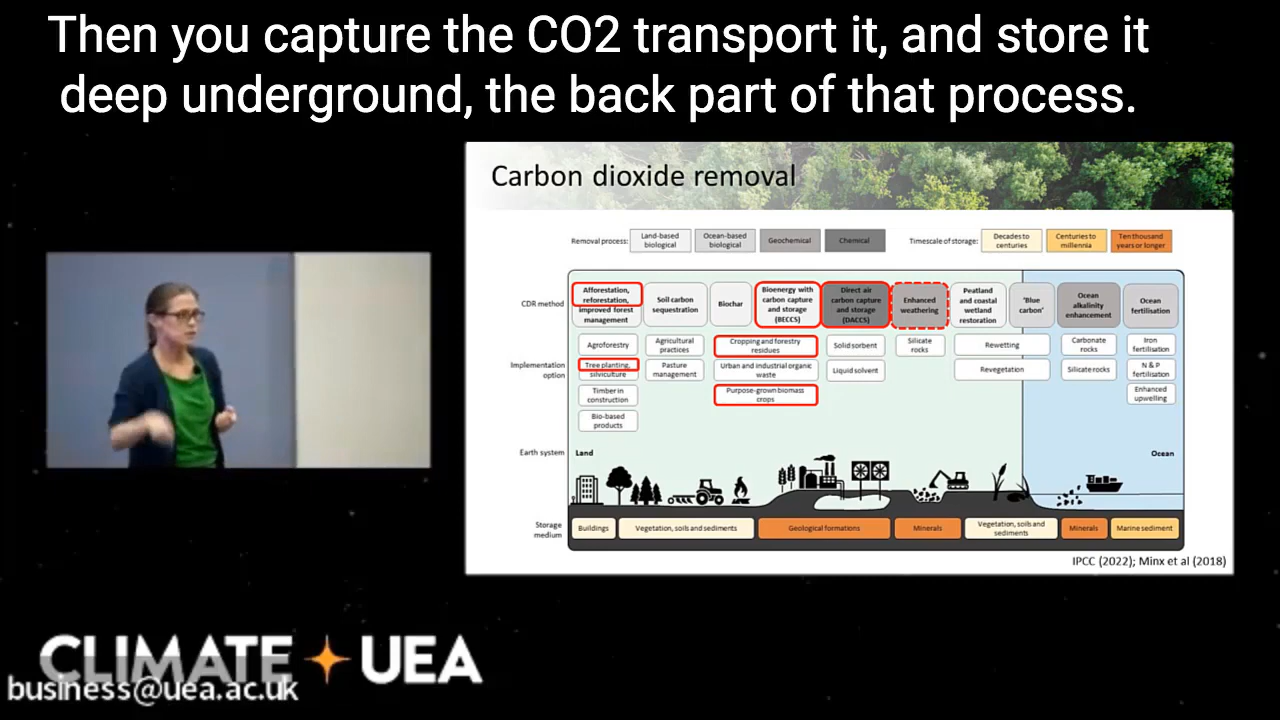 Then you capture the CO2 transport it, and store it
deep underground, the back part of that process.
Carbon dioxide removal
Removal process:
Land-based
biological
Ocean-based
biological
Geochemical
Chemical
Timescale of storage:
Decades to
centuries
Centuries to
millennia
Ten thousand
years or longer
CDR method
Afforestation,
reforestation,
improved forest
management
Soil carbon
sequestration
Biochar
Bioenergy with
carbon capture
and storage
(BECCS)
Direct air
carbon capture
and storage
(DACCS)
Enhanced
weathering
Peatland
and coastal
wetland
restoration
'Blue
carbon'
Ocean
alkalinity
enhancement
Ocean
fertilisation
Implementation
option
Agroforestry
Tree planting,
silviculture
Timber in
construction
Bio-based
products
Agricultural
practices
Pasture
management
Cropping and forestry
residues
Urban and industrial organic
waste
Purpose-grown biomass
crops
Solid sorbent
Liquid solvent
Silicate
rocks
Rewetting
Revegetation
Carbonate
rocks
Silicate rocks
Iron
fertilisation
N & P
fertilisation
Enhanced
upwelling
Earth system
Land
Ocean
Storage
medium
Buildings
Vegetation, soils and sediments
Geological formations
Minerals
Vegetation, soils and
sediments
Minerals
Marine sediment
IPCC (2022); Minx et al (2018)
CLIMATE UEA
business@uea.ac.uk